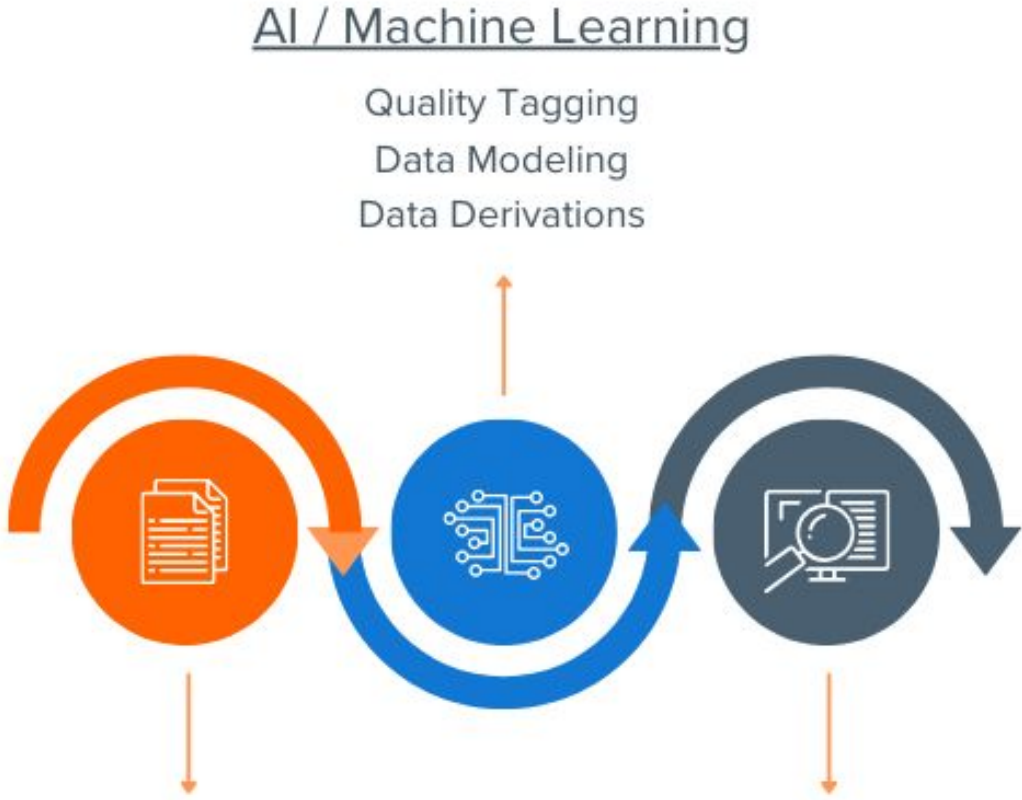 AI / Machine Learning
Quality Tagging
Data Modeling
Data Derivations